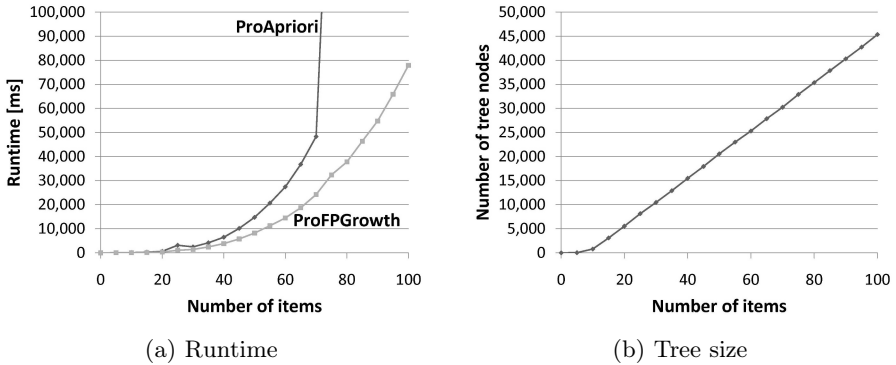 100,000
90,000
80,000
70,000
60,000
50,000
40,000
30,000
20,000
10,000
0
Runtime [ms]
ProApriori
ProFPGrowth
0 20 40 60 80 100
Number of items
(a) Runtime
50,000
45,000
40,000
35,000
30,000
25,000
20,000
15,000
10,000
5,000
0
Number of tree nodes
0 20 40 60 80 100
Number of items
(b) Tree size